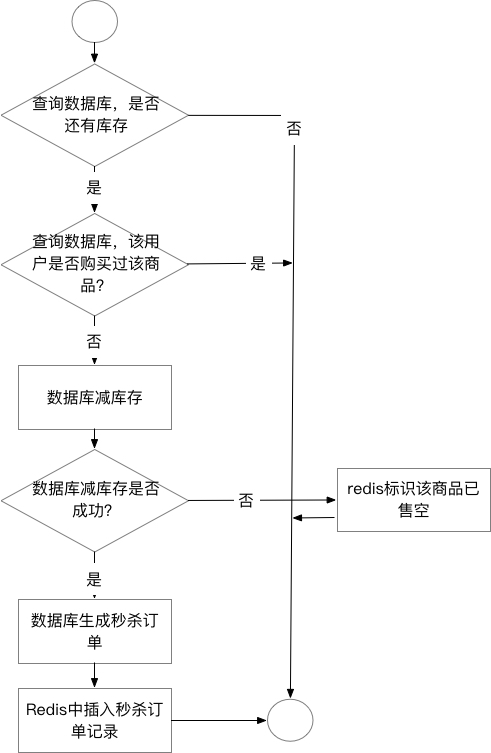 查询数据库，是否
还有库存
否
是
查询数据库，该用
户是否购买过该商
品?
是
否
数据库减库存
数据库减库存是否
成功?
否
redis标识该商品已
售空
是
数据库生成秒杀订
单
Redis中插入秒杀订
单记录